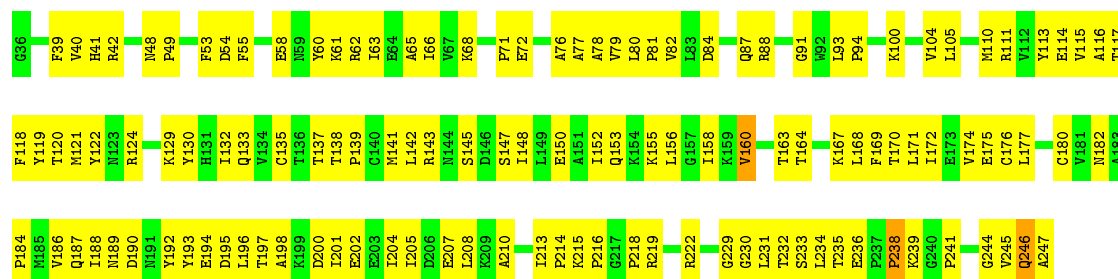 G36 F39 V40 H41 R42 N48 P49 F53 D54 F55 E58 N59 Y60 K61 R62 I63 E64 A65 I66 V67 K68 P71 E72 A76 A77 A78 V79 L80 P81 V82 L83 D84 Q87 R88 G91 W92 L93 P94 K100 V104 L105 M110 R111 V112 Y113 E114 V115 A116 T117
F118 Y119 T120 M121 Y122 N123 R124 K129 Y130 H131 I132 Q133 V134 C135 T136 T137 T138 P139 C140 M141 L142 R143 N144 S145 D146 S147 I148 L149 E150 A151 I152 Q153 K154 K155 L156 G157 I158 K159 V160 T163 T164 K167 L168 F169 T170 L171 I172 E173 V174 E175 C176 L177 C180 V181 N182 A183
P184 M185 V186 Q187 I188 N189 D190 N191 Y192 Y193 E194 D195 L196 T197 A198 K199 D200 I201 E202 E203 I204 I205 D206 E207 L208 K209 A210 I213 P214 K215 P216 G217 P218 R219 R222 G229 G230 L231 T232 S233 L234 T235 E236 P237 P238 K239 G240 P241 G244 V245 Q246 A247